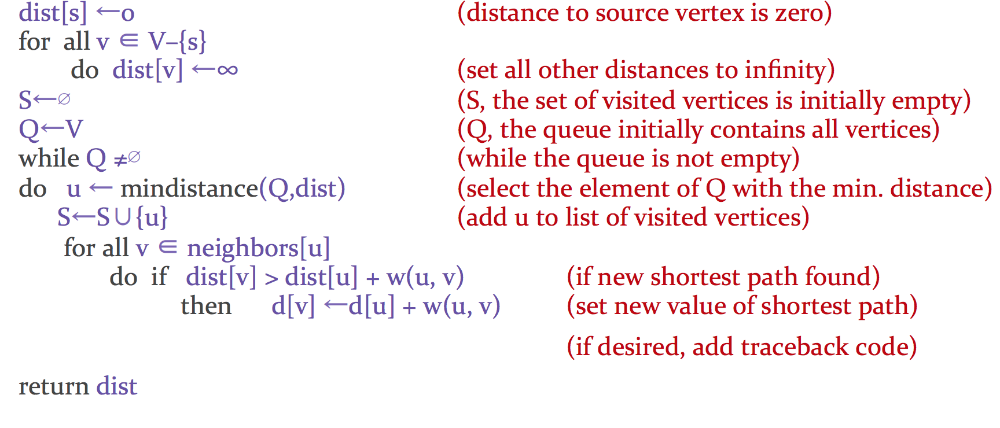 dist[s] ←o (distance to source vertex is zero)
for all v ∈ V–{s}
do dist[v] ←∞ (set all other distances to infinity)
S←∅ (S, the set of visited vertices is initially empty)
Q←V (Q, the queue initially contains all vertices)
while Q ≠∅ (while the queue is not empty)
do u ← mindistance(Q,dist) (select the element of Q with the min. distance)
S←S∪{u} (add u to list of visited vertices)
for all v ∈ neighbors[u]
do if dist[v] > dist[u] + w(u, v) (if new shortest path found)
then d[v] ←d[u] + w(u, v) (set new value of shortest path)
(if desired, add traceback code)
return dist